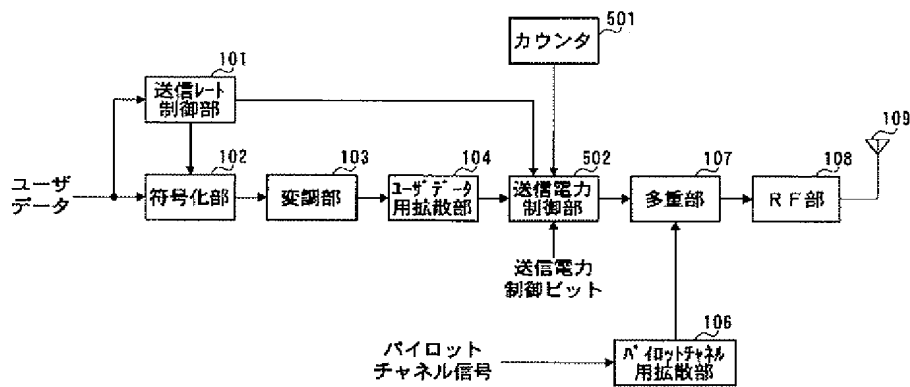 501
カウンタ
101
送信ﾚｰﾄ
制御部
109
102
103
104
502
107
108
ユーザ
データ
符号化部
変調部
ﾕｰｻﾞﾃﾞｰﾀ
用拡散部
送信電力
制御部
多重部
RF部
送信電力
制御ビット
106
パイロット
チャネル信号
ﾊﾟｲﾛｯﾄﾁｬﾈﾙ
用拡散部